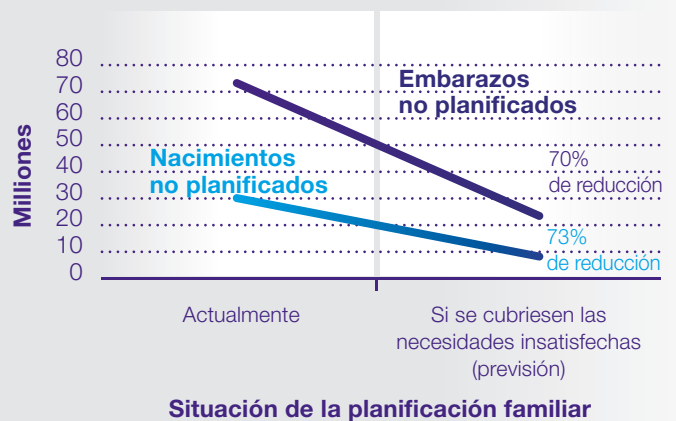 Milliones
80
70
60
50
40
30
20
10
0
Embarazos
no planificados
Nacimientos
no planificados
70%
de reducción
73%
de reducción
Actualmente
Si se cubriesen las
necesidades insatisfechas
(previsión)
Situación de la planificación familiar